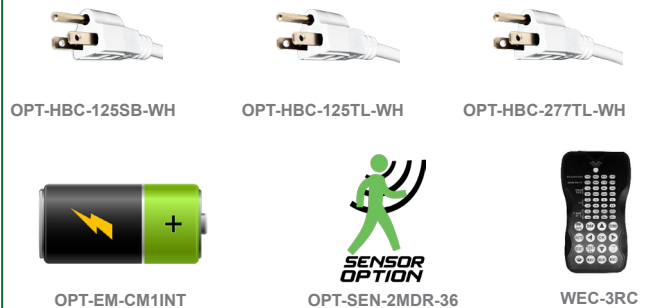 OPT-HBC-125SB-WH OPT-HBC-125TL-WH OPT-HBC-277TL-WH
+
SENSOR
OPTION
OPT-EM-CM1INT OPT-SEN-2MDR-36 WEC-3RC